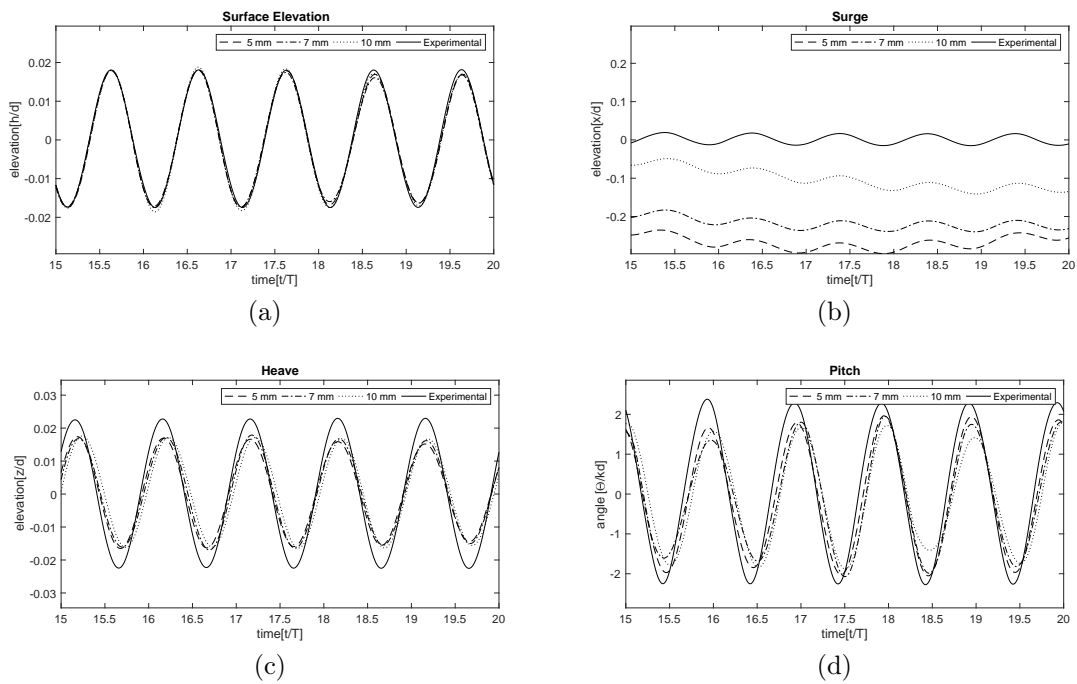 Surface Elevation
5 mm 7 mm 10 mm Experimental
elevation[h/d]
0.02
0.01
0
-0.01
-0.02
15 15.5 16 16.5 17 17.5 18 18.5 19 19.5 20
time[t/T]
(a)
Surge
5 mm 7 mm 10 mm Experimental
elevation[x/d]
0.2
0.1
0
-0.1
-0.2
15 15.5 16 16.5 17 17.5 18 18.5 19 19.5 20
time[t/T]
(b)
Heave
5 mm 7 mm 10 mm Experimental
elevation[z/d]
0.03
0.02
0.01
0
-0.01
-0.02
-0.03
15 15.5 16 16.5 17 17.5 18 18.5 19 19.5 20
time[t/T]
(c)
Pitch
5 mm 7 mm 10 mm Experimental
angle [Θ/kd]
2
1
0
-1
-2
15 15.5 16 16.5 17 17.5 18 18.5 19 19.5 20
time[t/T]
(d)